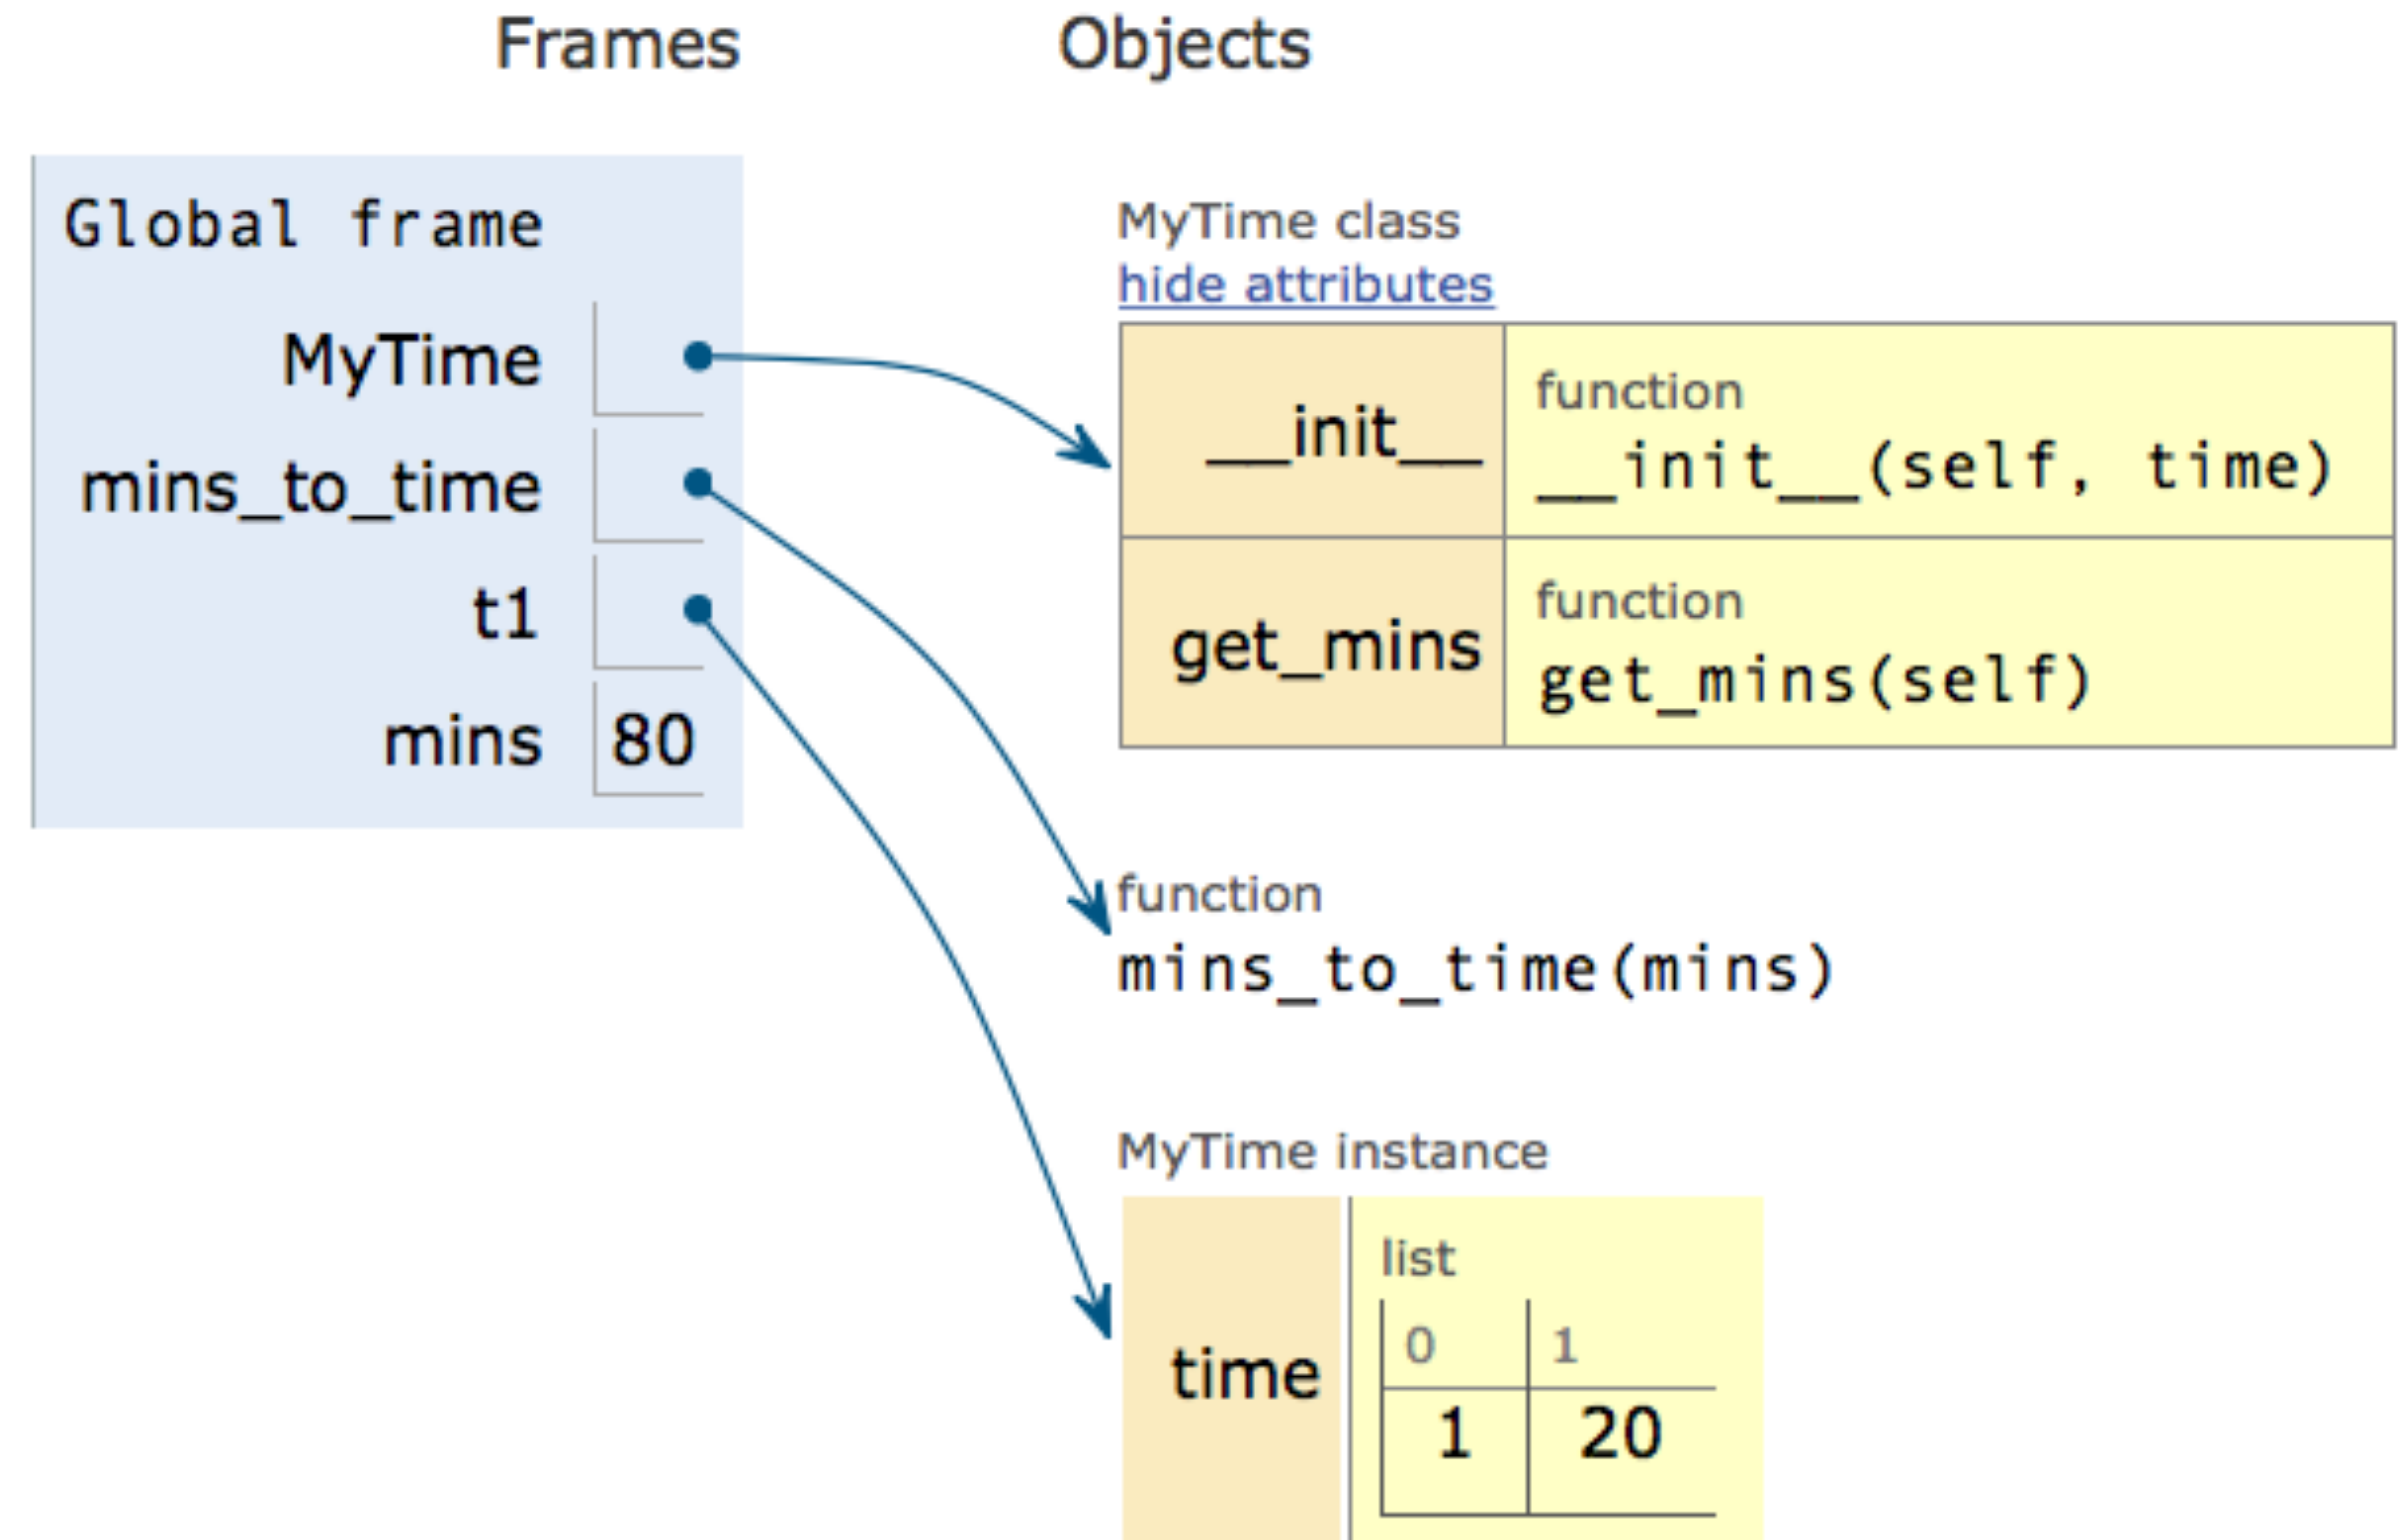 Frames Objects
Global frame
MyTime
mins_to_time
t1
mins 80
MyTime class
hide attributes
__init__ function
__init__(self, time)
get_mins function
get_mins(self)
function
mins_to_time(mins)
MyTime instance
time list
0 1
1 20